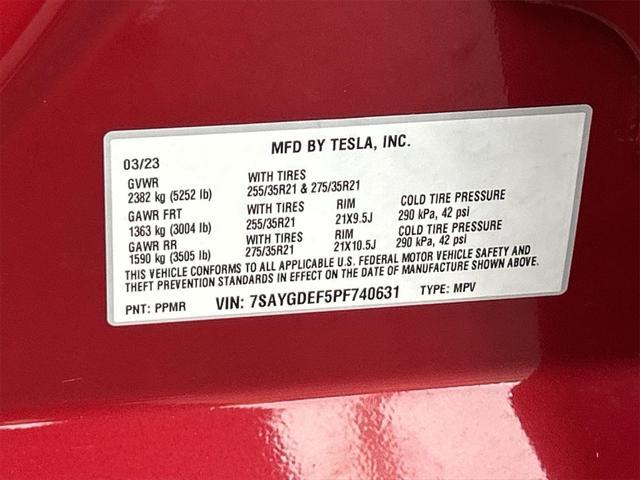 MFD BY TESLA, INC.
03/23
GVWR WITH TIRES
2382 kg (5252 lb) 255/35R21 & 275/35R21
GAWR FRT WITH TIRES RIM COLD TIRE PRESSURE
1363 kg (3004 lb) 255/35R21 21X9.5J 290 kPa, 42 psi
GAWR RR WITH TIRES RIM COLD TIRE PRESSURE
1590 kg (3505 lb) 275/35R21 21X10.5J 290 kPa, 42 psi
THIS VEHICLE CONFORMS TO ALL APPLICABLE U.S. FEDERAL MOTOR VEHICLE SAFETY AND
THEFT PREVENTION STANDARDS IN EFFECT ON THE DATE OF MANUFACTURE SHOWN ABOVE.
PNT: PPMR VIN: 7SAYGDEF5PF740631 TYPE: MPV